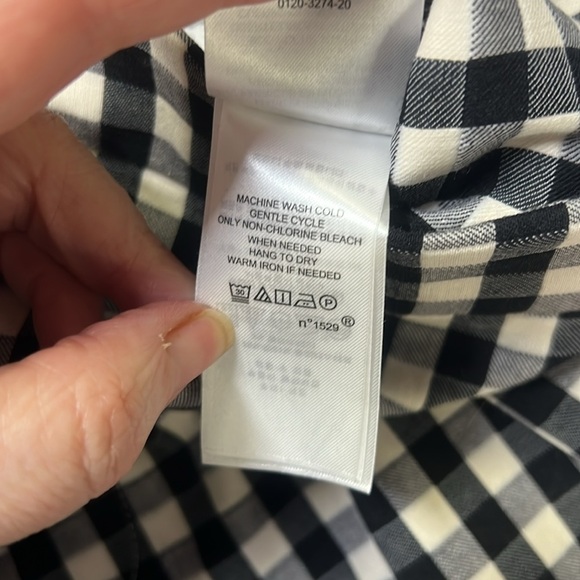 0120-3274-20
MACHINE WASH COLD
GENTLE CYCLE
ONLY NON-CHLORINE BLEACH
WHEN NEEDED
HANG TO DRY
WARM IRON IF NEEDED
30 P
n°1529®